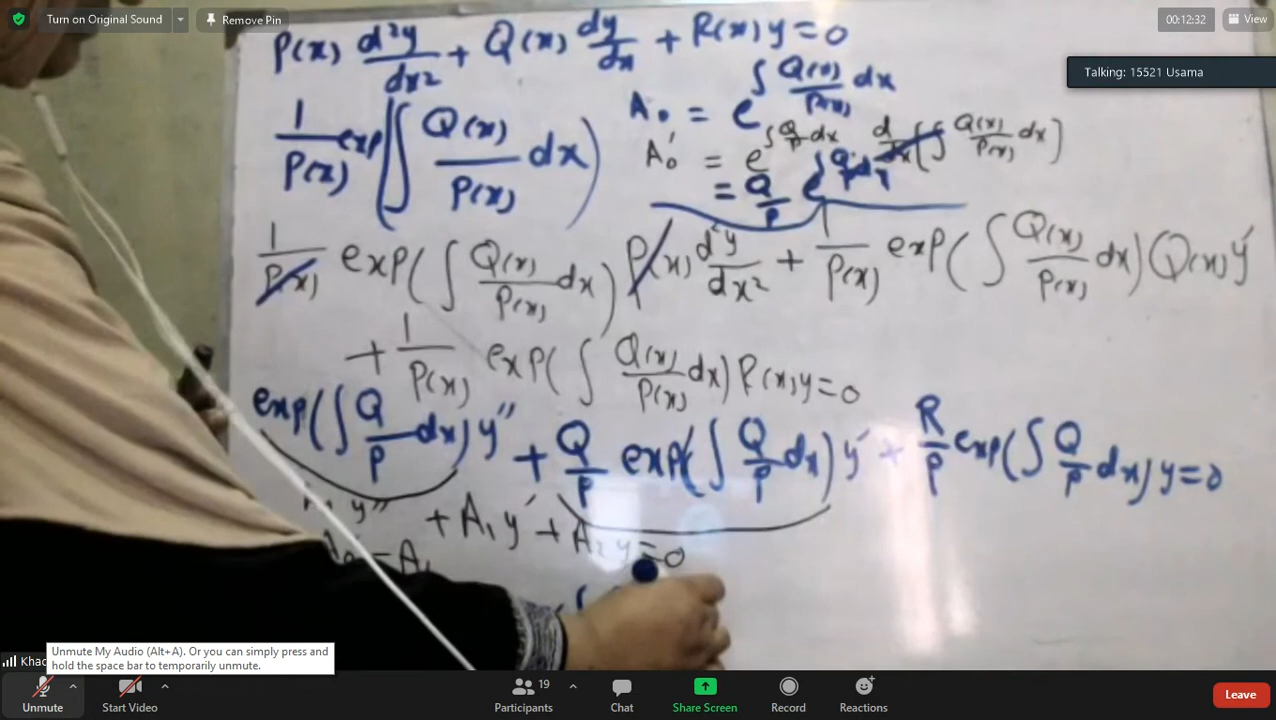 Turn on Original Sound
Remove Pin
00:12:32
View
Talking: 15521 Usama
P(x) d²y/dx² + Q(x) dy/dx + R(x) y = 0
1/P(x) exp(∫ Q(x)/P(x) dx)
A₀ = e^∫ Q(x)/P(x) dx
A₀' = e^∫ Q/P dx d/dx [∫ Q(x)/P(x) dx]
= Q/P e^∫ Q/P dx
1/P(x) exp(∫ Q(x)/P(x) dx) P(x) d²y/dx² + 1/P(x) exp(∫ Q(x)/P(x) dx) Q(x) y'
+ 1/P(x) exp(∫ Q(x)/P(x) dx) R(x) y = 0
exp(∫ Q/P dx) y'' + Q/P exp(∫ Q/P dx) y' + R/P exp(∫ Q/P dx) y = 0
y'' + A₁ y' + A₂ y = 0
= A₁
Unmute My Audio (Alt+A). Or you can simply press and
hold the space bar to temporarily unmute.
Unmute
Start Video
19
Participants
Chat
Share Screen
Record
Reactions
Leave